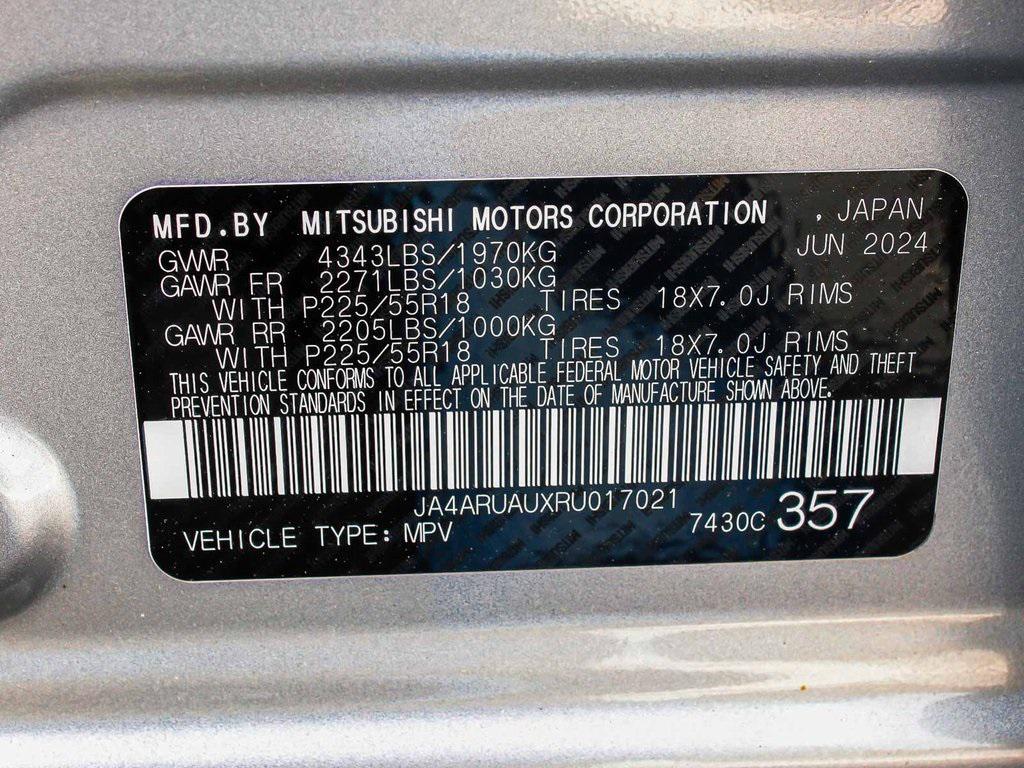 MFD.BY MITSUBISHI MOTORS CORPORATION , JAPAN
GVWR 4343LBS/1970KG JUN 2024
GAWR FR 2271LBS/1030KG
WITH P225/55R18 TIRES 18X7.0J RIMS
GAWR RR 2205LBS/1000KG
WITH P225/55R18 TIRES 18X7.0J RIMS
THIS VEHICLE CONFORMS TO ALL APPLICABLE FEDERAL MOTOR VEHICLE SAFETY AND THEFT
PREVENTION STANDARDS IN EFFECT ON THE DATE OF MANUFACTURE SHOWN ABOVE.
JA4ARUAUXRU017021
VEHICLE TYPE: MPV 7430C 357